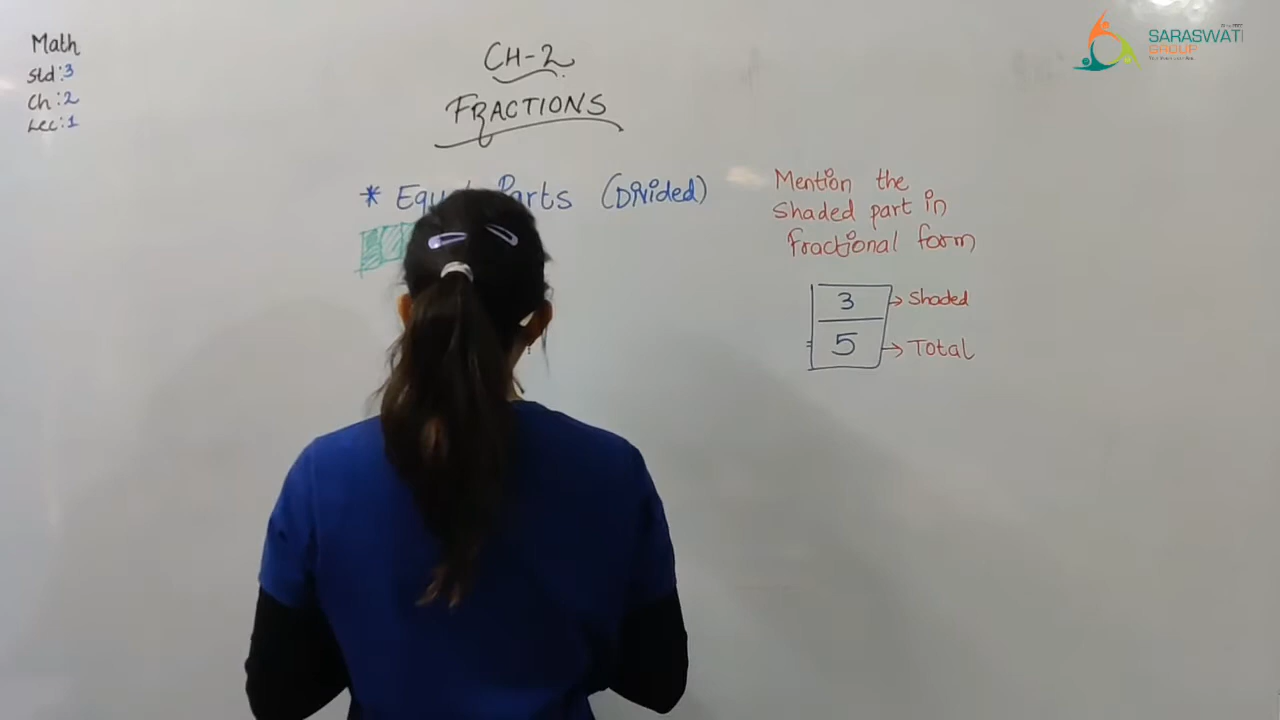 Math
Std:3
Ch:2
Lec:1
CH-2
FRACTIONS
* Equal Parts (Divided)
Mention the
Shaded part in
Fractional form
3 → Shaded
= 5 → Total
SARASWATI
GROUP